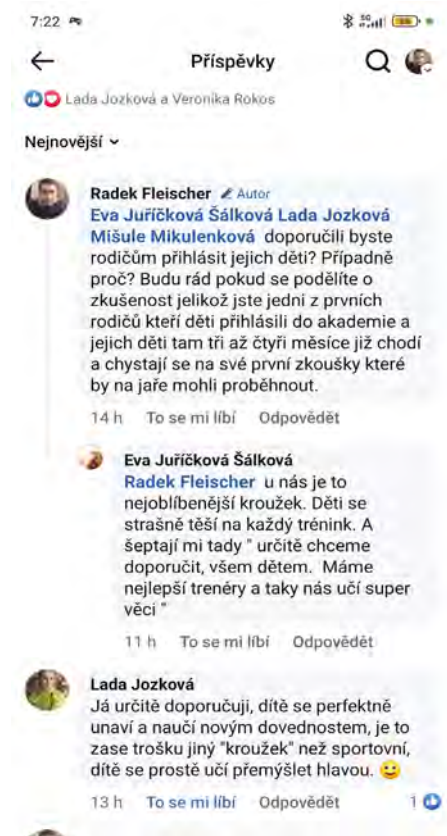 7:22
5G
Příspěvky
Lada Jozková a Veronika Rokos
Nejnovější
Radek Fleischer Autor
Eva Juříčková Šálková Lada Jozková
Mišule Mikulenková doporučili byste
rodičům přihlásit jejich děti? Případně
proč? Budu rád pokud se podělíte o
zkušenost jelikož jste jedni z prvních
rodičů kteří děti přihlásili do akademie a
jejich děti tam tři až čtyři měsíce již chodí
a chystají se na své první zkoušky které
by na jaře mohli proběhnout.
14 h To se mi líbí Odpovědět
Eva Juříčková Šálková
Radek Fleischer u nás je to
nejoblíbenější kroužek. Děti se
strašně těší na každý trénink. A
šeptají mi tady " určitě chceme
doporučit, všem dětem. Máme
nejlepší trenéry a taky nás učí super
věci "
11 h To se mi líbí Odpovědět
Lada Jozková
Já určitě doporučuji, dítě se perfektně
unaví a naučí novým dovednostem, je to
zase trošku jiný "kroužek" než sportovní,
dítě se prostě učí přemýšlet hlavou. 🙂
13 h To se mi líbí Odpovědět 1